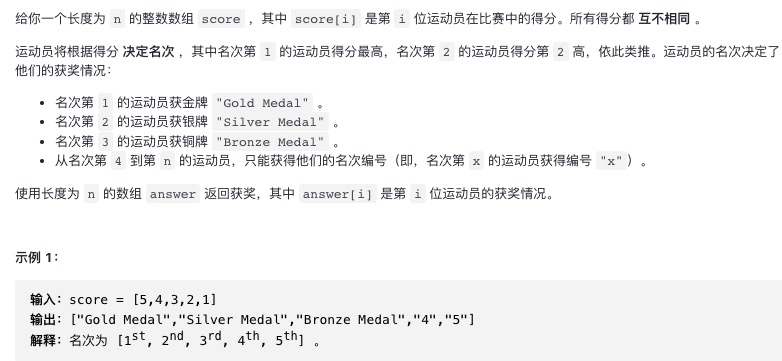 给你一个长度为 n 的整数数组 score ，其中 score[i] 是第 i 位运动员在比赛中的得分。所有得分都 互不相同 。
运动员将根据得分 决定名次 ，其中名次第 1 的运动员得分最高，名次第 2 的运动员得分第 2 高，依此类推。运动员的名次决定了
他们的获奖情况：
• 名次第 1 的运动员获金牌 "Gold Medal" 。
• 名次第 2 的运动员获银牌 "Silver Medal" 。
• 名次第 3 的运动员获铜牌 "Bronze Medal" 。
• 从名次第 4 到第 n 的运动员，只能获得他们的名次编号（即，名次第 x 的运动员获得编号 "x"）。
使用长度为 n 的数组 answer 返回获奖，其中 answer[i] 是第 i 位运动员的获奖情况。
示例 1：
输入：score = [5,4,3,2,1]
输出：["Gold Medal","Silver Medal","Bronze Medal","4","5"]
解释：名次为 [1st, 2nd, 3rd, 4th, 5th] 。